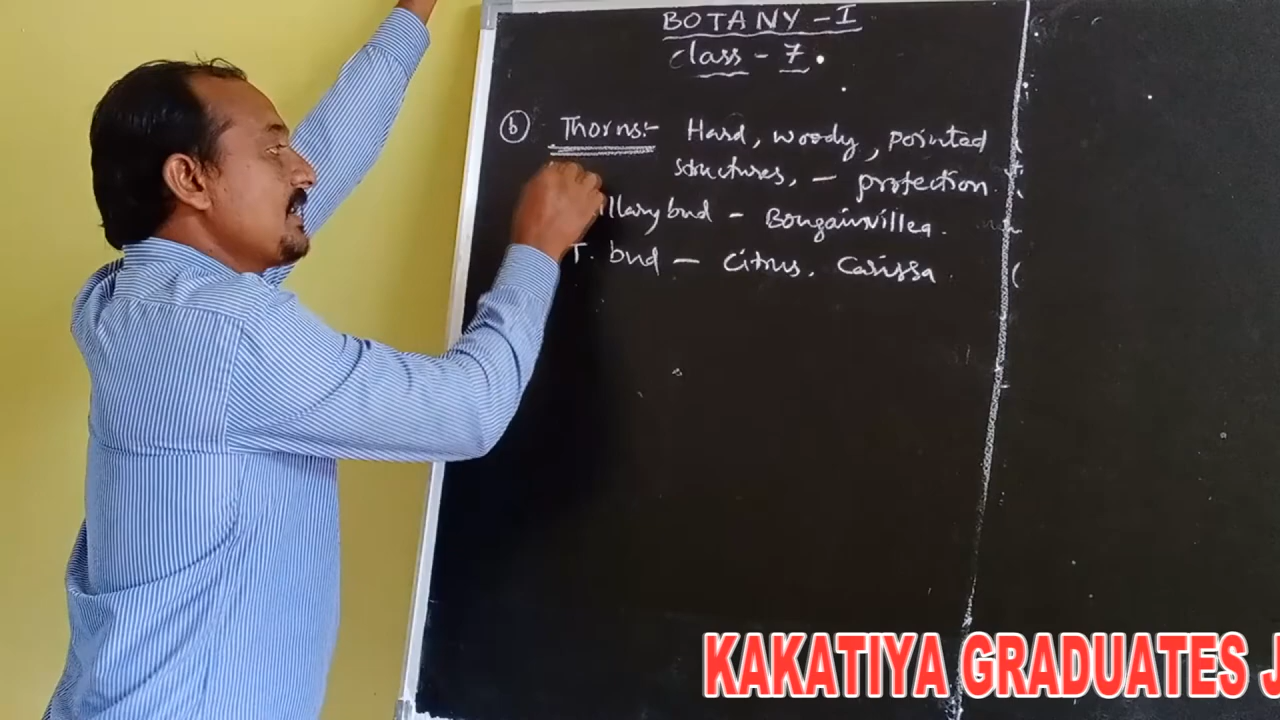 BOTANY - I
Class - 7.
(b) Thorns:- Hard, woody, pointed
structures, - protection.
illary bud - Bougainvillea.
T. bud - Citrus, Carissa.
KAKATIYA GRADUATES J